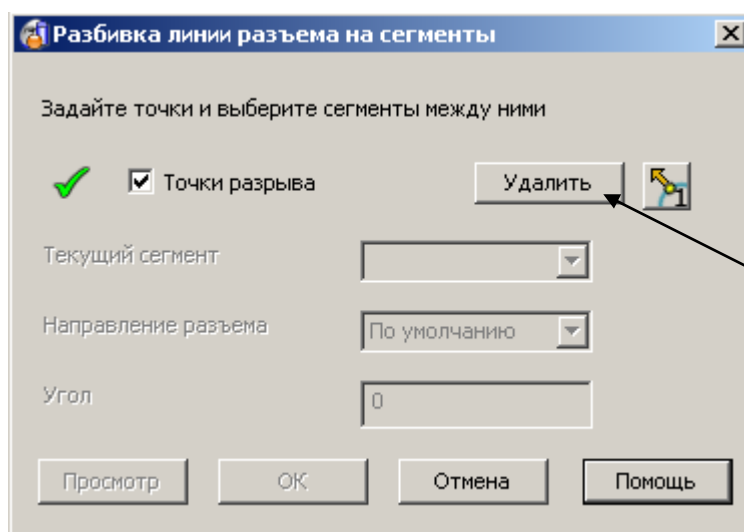 Разбивка линии разъема на сегменты
Задайте точки и выберите сегменты между ними
Точки разрыва
Удалить
1
Текущий сегмент
Направление разъема
По умолчанию
Угол
0
Просмотр
OK
Отмена
Помощь